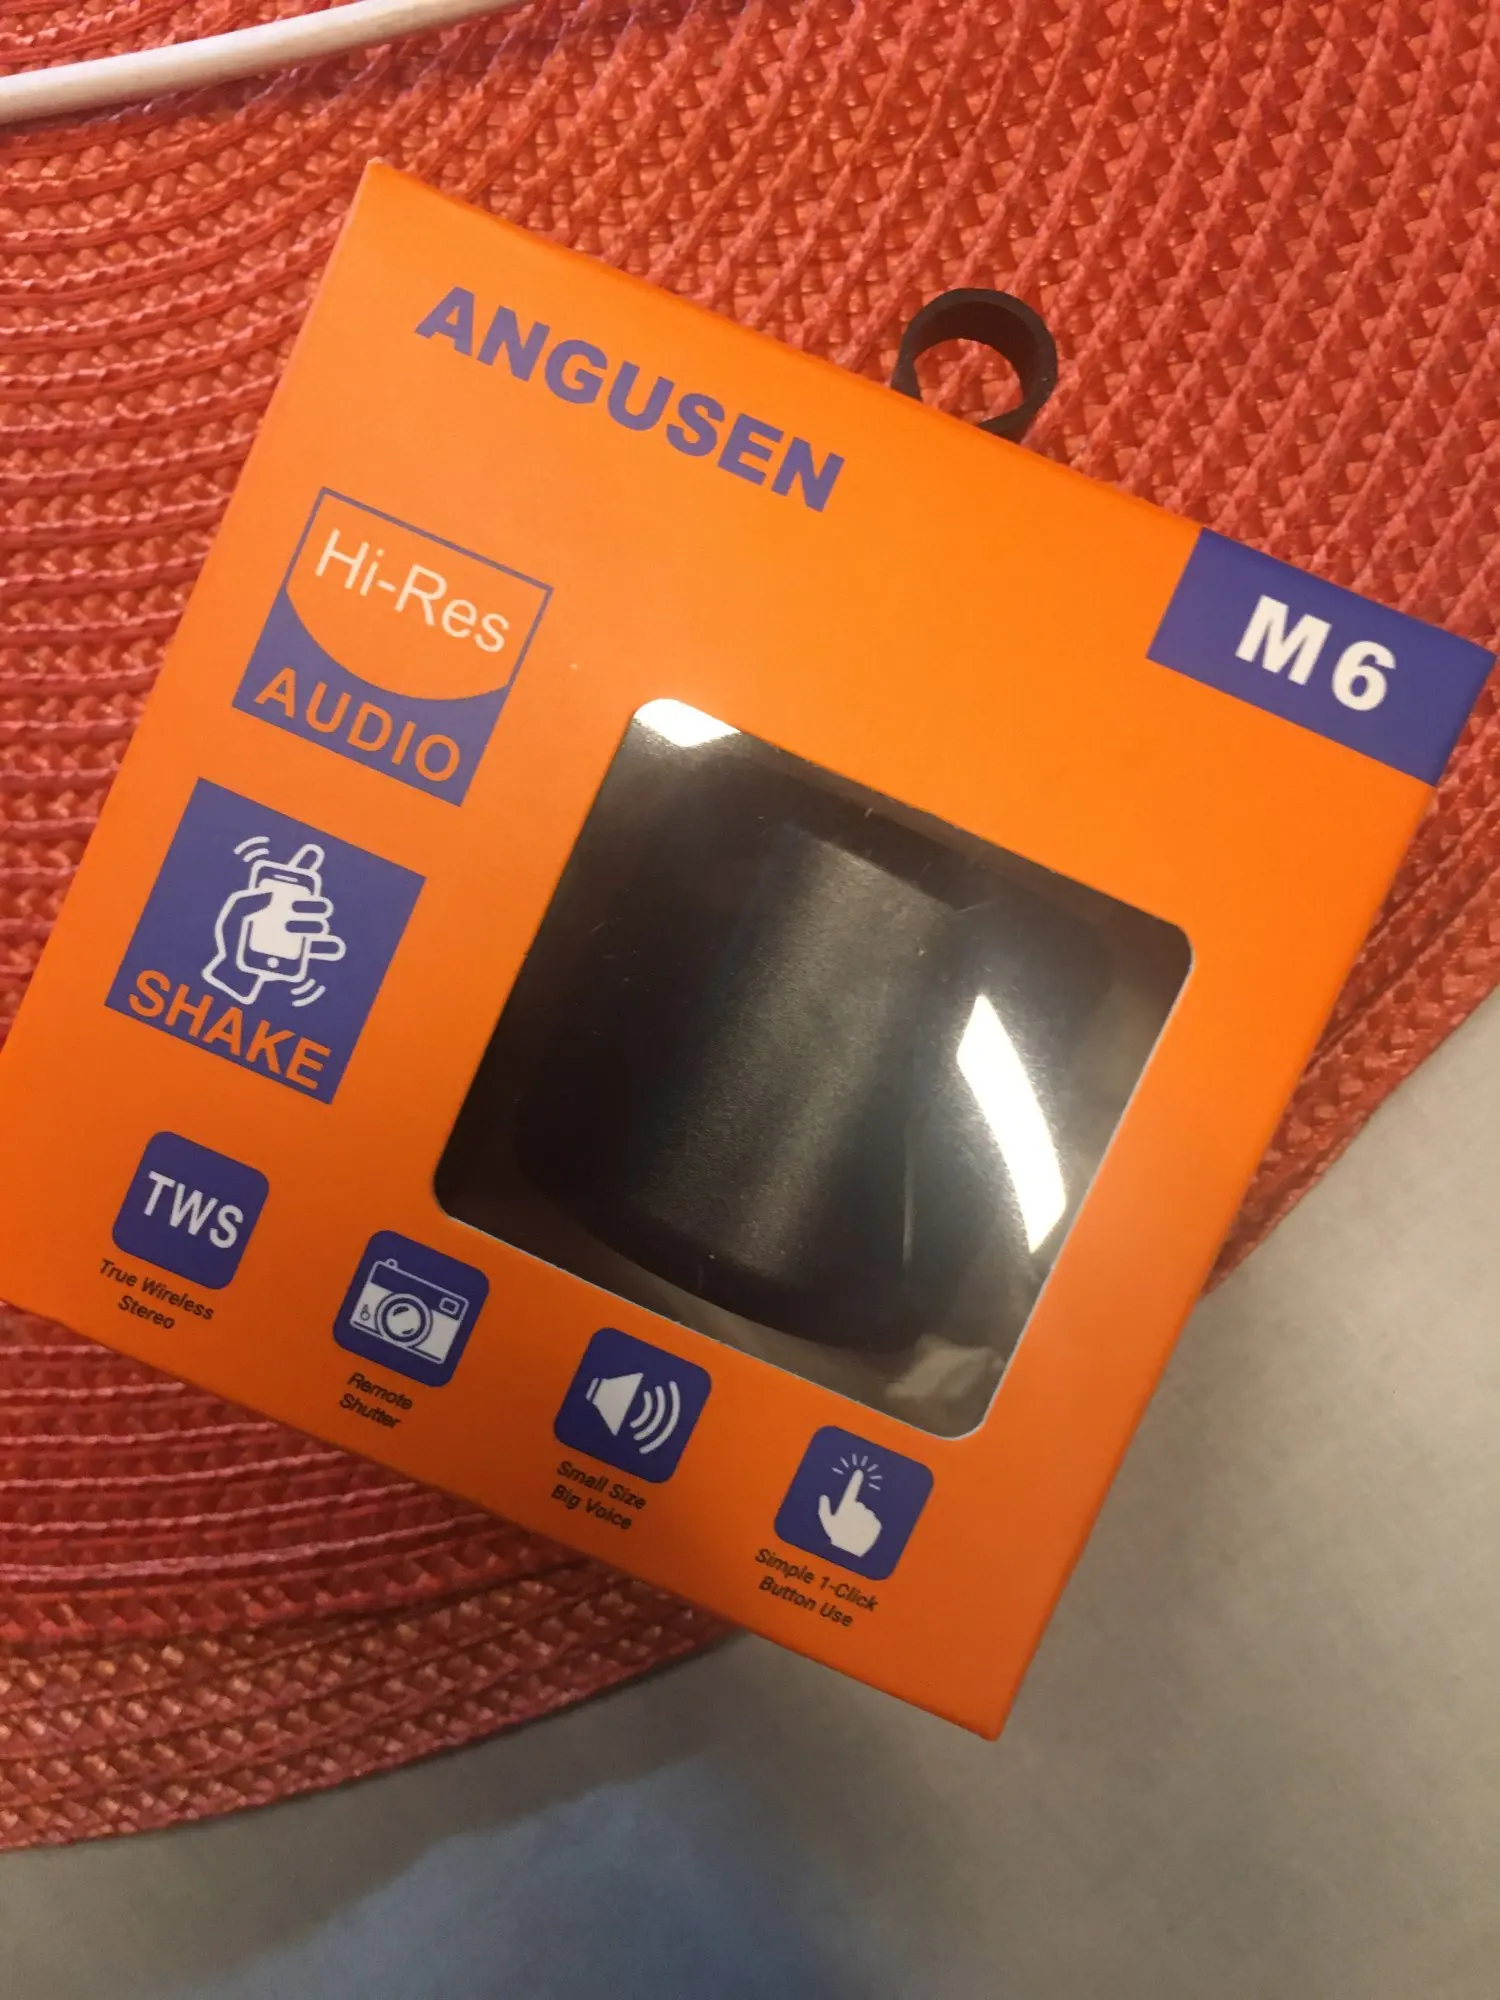 ANGUSEN
M6
Hi-Res
AUDIO
SHAKE
TWS
True Wireless
Stereo
Remote
Shutter
Small Size
Big Voice
Simple 1-Click
Button Use